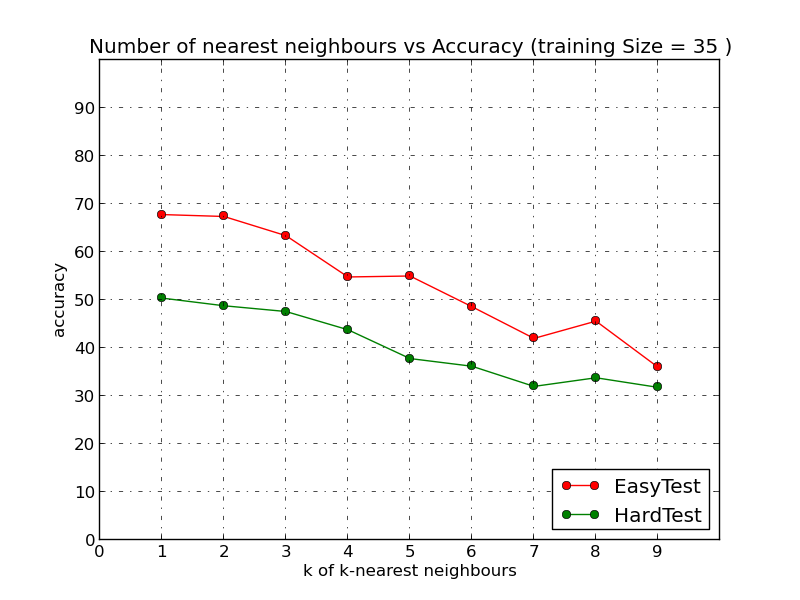 Number of nearest neighbours vs Accuracy (training Size = 35 )
90
80
70
60
50
40
30
20
10
0
accuracy
0 1 2 3 4 5 6 7 8 9
k of k-nearest neighbours
EasyTest
HardTest